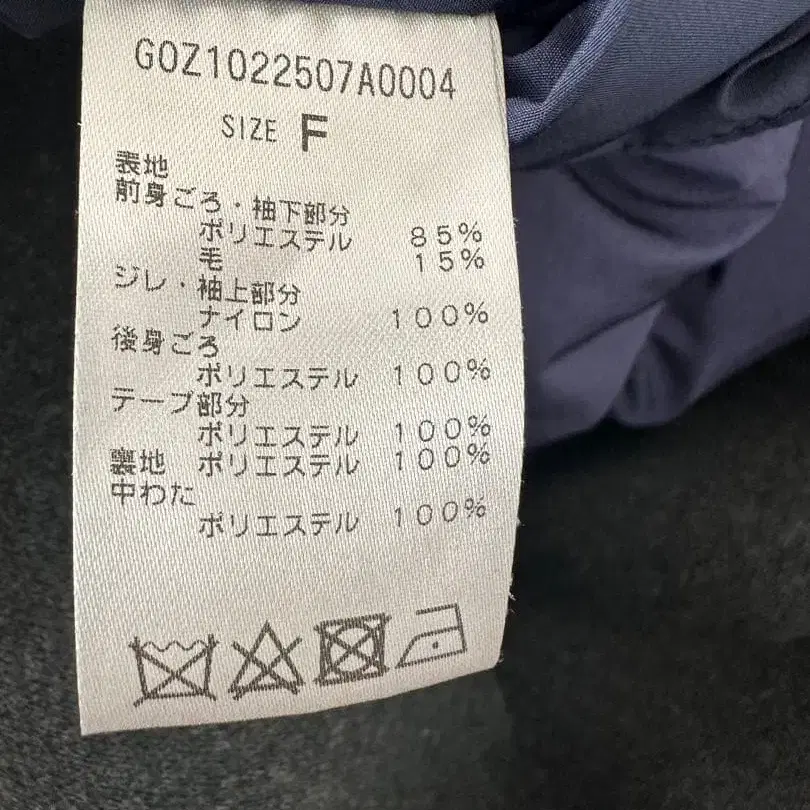 GOZ1022507A0004
SIZE F
表地
前身ごろ・袖下部分
ポリエステル 85%
毛 15%
ジレ・袖上部分
ナイロン 100%
後身ごろ
ポリエステル 100%
テープ部分
ポリエステル 100%
裏地 ポリエステル 100%
中わた
ポリエステル 100%